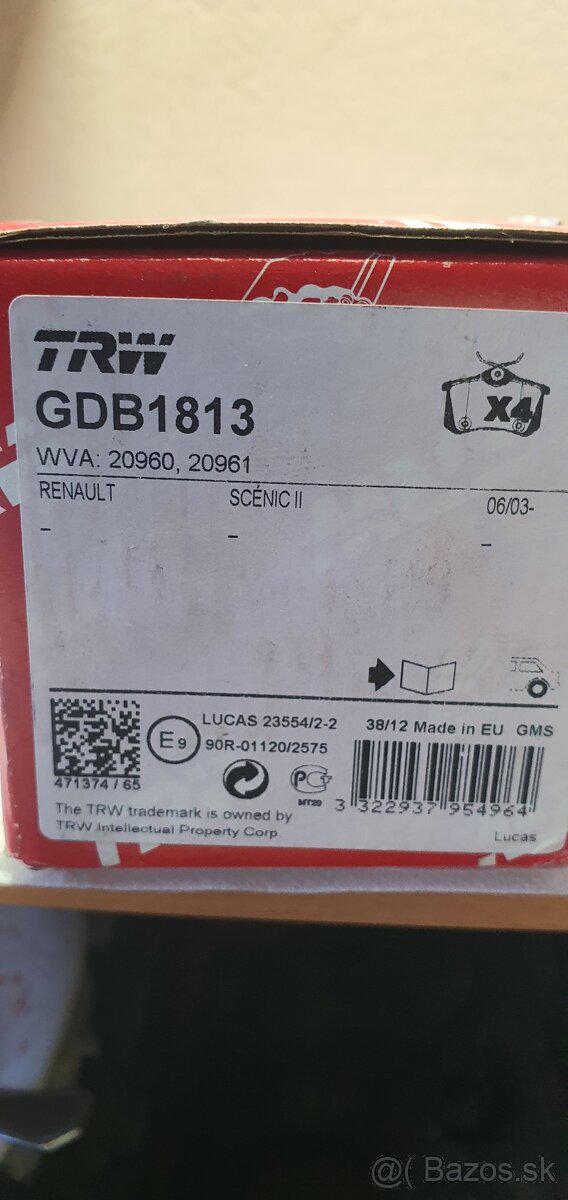 TRW
GDB1813
X4
WVA: 20960, 20961
RENAULT SCÉNIC II 06/03-
- - -
LUCAS 23554/2-2 38/12 Made in EU GMS
E9 90R-01120/2575
471374 / 65
MT20
3 322937 954964
The TRW trademark is owned by
TRW Intellectual Property Corp.
Lucas
@( Bazos.sk